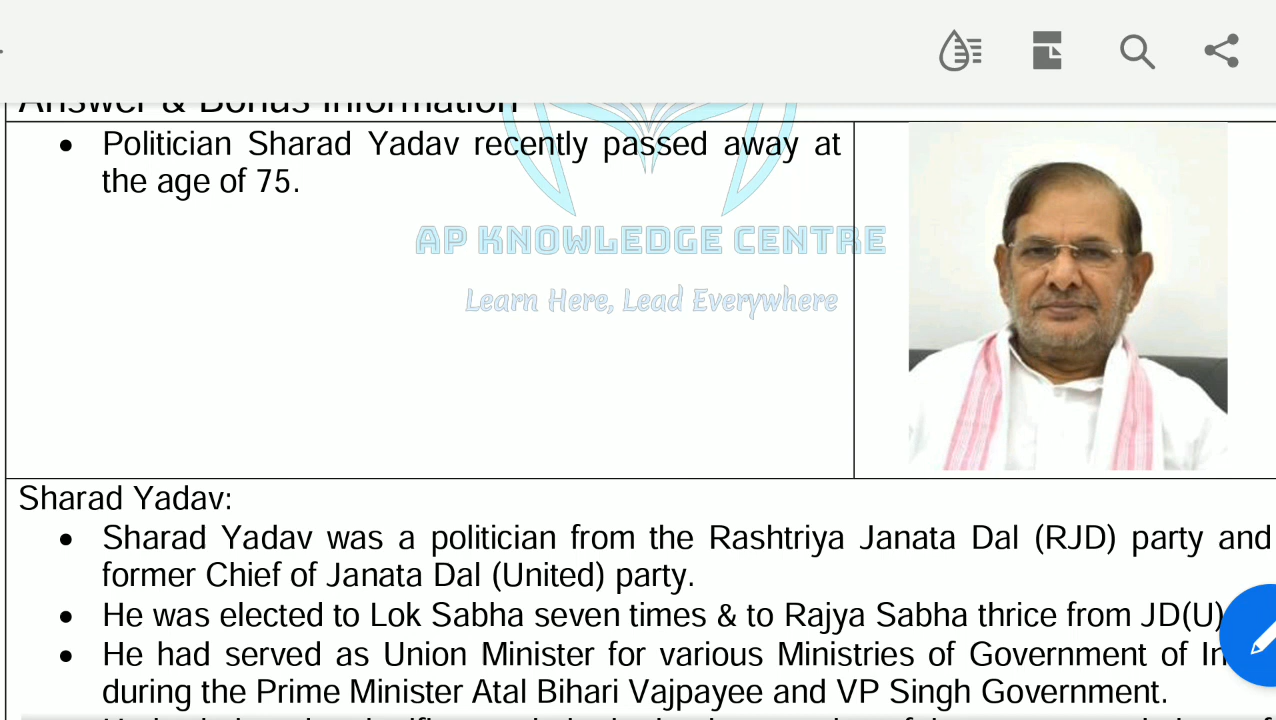 Answer & Bonus Information
• Politician Sharad Yadav recently passed away at
the age of 75.
AP KNOWLEDGE CENTRE
Learn Here, Lead Everywhere
Sharad Yadav:
• Sharad Yadav was a politician from the Rashtriya Janata Dal (RJD) party and
former Chief of Janata Dal (United) party.
• He was elected to Lok Sabha seven times & to Rajya Sabha thrice from JD(U)
• He had served as Union Minister for various Ministries of Government of In
during the Prime Minister Atal Bihari Vajpayee and VP Singh Government.